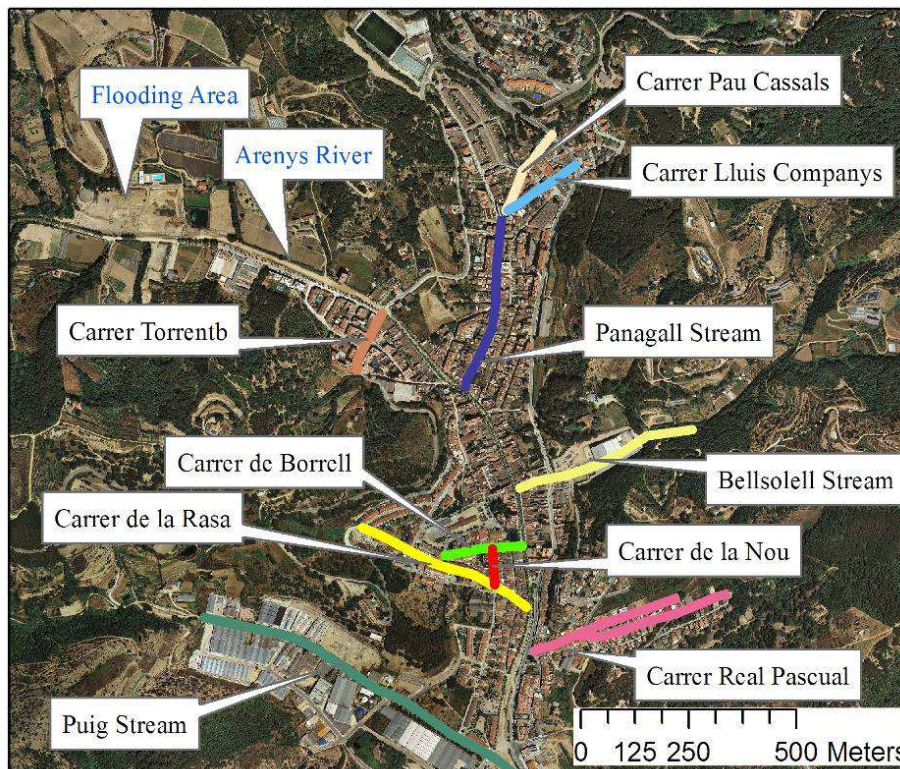 Carrer Pau Cassals
Flooding Area
Arenys River
Carrer Lluis Companys
Carrer Torrentb
Panagall Stream
Carrer de Borrell
Bellsolell Stream
Carrer de la Rasa
Carrer de la Nou
Carrer Real Pascual
Puig Stream
0 125 250 500 Meters